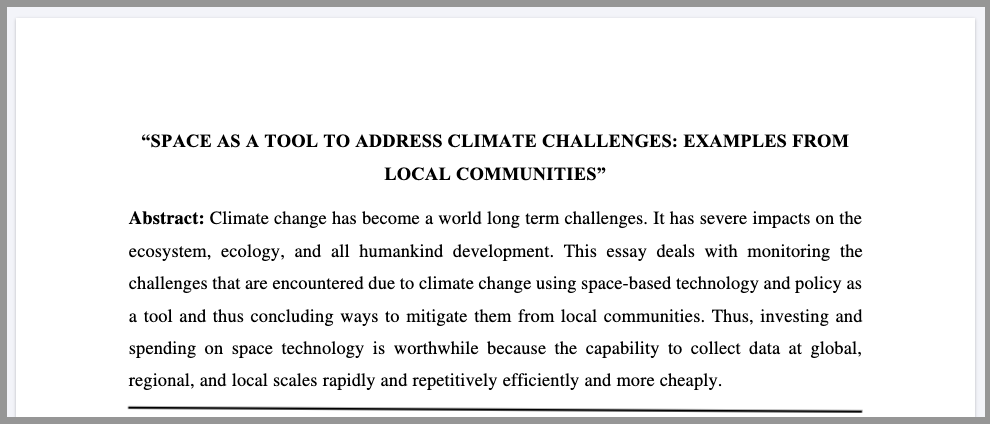 “SPACE AS A TOOL TO ADDRESS CLIMATE CHALLENGES: EXAMPLES FROM
LOCAL COMMUNITIES”
Abstract: Climate change has become a world long term challenges. It has severe impacts on the
ecosystem, ecology, and all humankind development. This essay deals with monitoring the
challenges that are encountered due to climate change using space-based technology and policy as
a tool and thus concluding ways to mitigate them from local communities. Thus, investing and
spending on space technology is worthwhile because the capability to collect data at global,
regional, and local scales rapidly and repetitively efficiently and more cheaply.